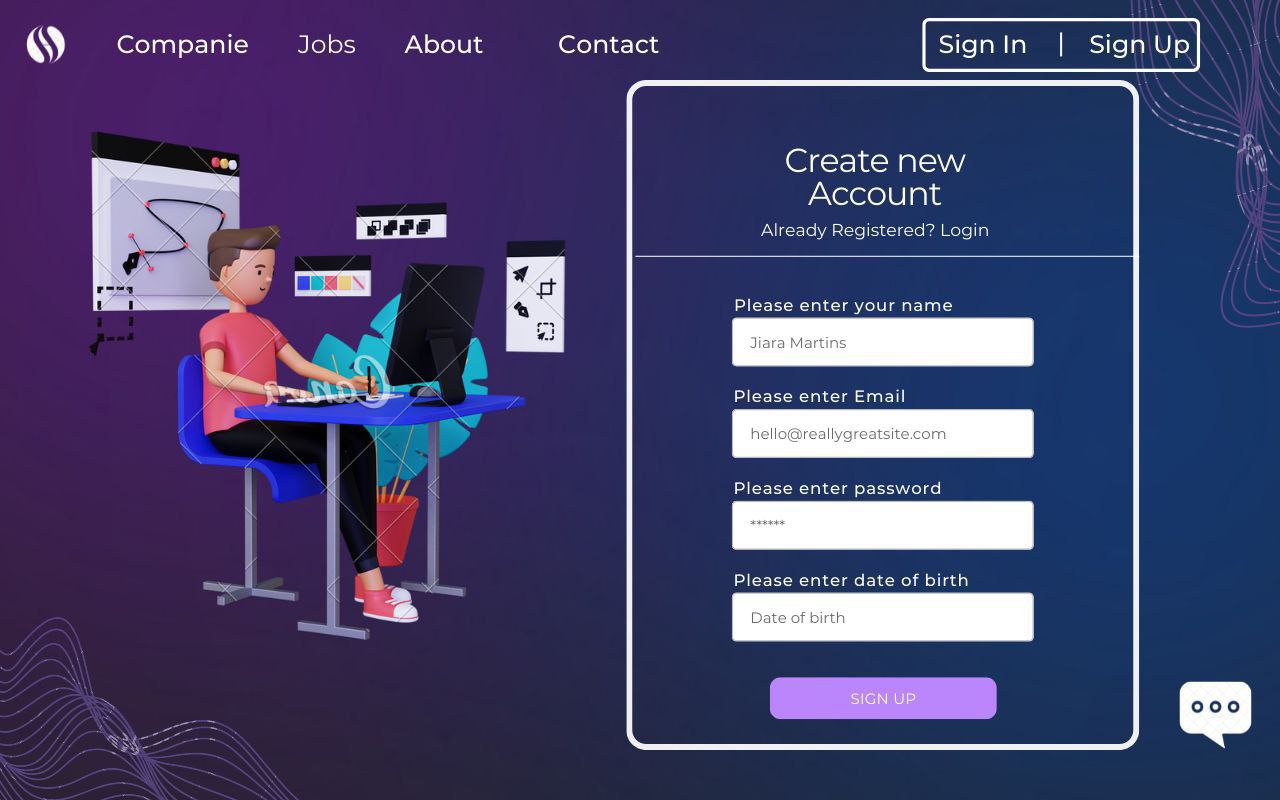 Companie Jobs About Contact Sign In | Sign Up
Create new
Account
Already Registered? Login
Please enter your name
Jiara Martins
Please enter Email
hello@reallygreatsite.com
Please enter password
******
Please enter date of birth
Date of birth
SIGN UP
Canva